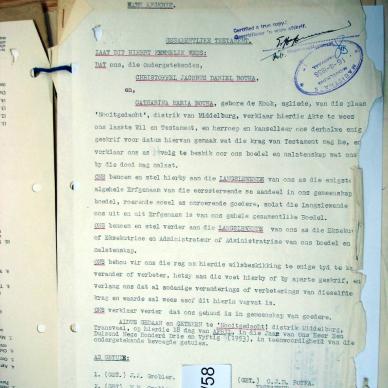 GESAMENTLIKE TESTAMENT.
LAAT DIT HIERBY KENNELIK WEES:
DAT ons, die ondergetekendes,
CHRISTOFFEL JACOBUS DANIEL BOTHA,
en,
CATHARINA MARIA BOTHA, gebore de Kock, egliede, van die plaas
'Nooitgedacht', distrik van Middelburg, verklaar hierdie Akte te wees
ons laaste Wil en Testament, en herroep en kanselleer ons derhalwe enige
geskrif voor datum hiervan gemaak wat die krag van Testament mag he, en
verklaar ons as volg te beskik oor ons boedel en nalatenskap wat ons
by die dood mag nalaat.
ONS benoem en stel hierby aan die LANGSLEWENDE van ons as die enigste
algehele Erfgenaam van die eerssterwende se aandeel in ons gemeenskap
boedel, roerende sowel as onroerende goedere, sodat die Langslewende
ons uit en uit Erfgenaam is van ons gehele gesamentlike Boedel.
ONS benoem en stel verder aan die LANGSLEWENDE van ons as die Eksekuteur
of Eksekutrise en Administrateur of Administratrise van ons boedel en
nalatenskap.
ONS behou vir ons die reg om hierdie wilsbeskikking te enige tyd te
verander of verbeter, hetsy aan die voet hierby of by aparte geskrif, en
verlang ons dat al sodanige veranderings of verbeterings van dieselfde
krag en waarde sal wees asof dit hierin vervat is.
ONS verklaar verder dat ons gehuud is in gemeenskap van goedere.
ALDUS GEDAAN en GETEKEN te 'Nooitgedacht' distrik Middelburg,
Transvaal, op hierdie 18 dag van APRIL, in die Jaar van Ons Heer Een
Duisend Nege Honderd Drie en Vyftig (1953), in teenwoordigheid van die
ondergetekende bevoegde getuies.
AS GETUIE:
1. (GET.) J.J. Grobler.
(GET.) C.J.D. BOTHA.
/58
Certified a true copy.